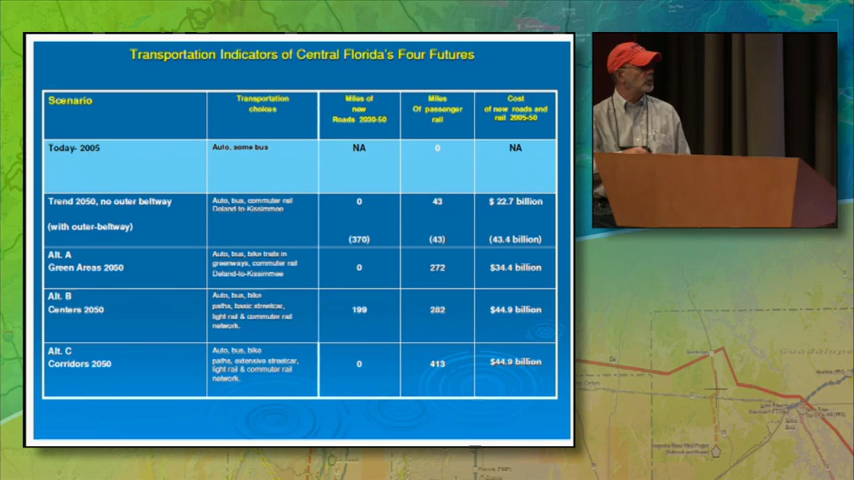 Transportation Indicators of Central Florida's Four Futures
Scenario
Transportation
choices
Miles of
new
Roads 2030-50
Miles
Of passenger
rail
Cost
of new roads and
rail 2005-50
Today- 2005
Auto, some bus
NA
0
NA
Trend 2050, no outer beltway
(with outer-beltway)
Auto, bus, commuter rail
Deland to Kissimmee
0
(370)
43
(43)
$ 22.7 billion
(43.4 billion)
Alt. A
Green Areas 2050
Auto, bus, bike trails in
greenways, commuter rail
Deland-to-Kissimmee
0
272
$34.4 billion
Alt. B
Centers 2050
Auto, bus, bike
paths, basic streetcar,
light rail & commuter rail
network.
199
282
$44.9 billion
Alt. C
Corridors 2050
Auto, bus, bike
paths, extensive streetcar,
light rail & commuter rail
network.
0
413
$44.9 billion